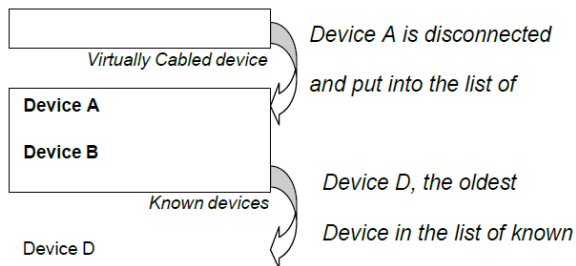 Device A is disconnected
Virtually Cabled device
and put into the list of
Device A
Device B
Device D, the oldest
Known devices
Device in the list of known
Device D